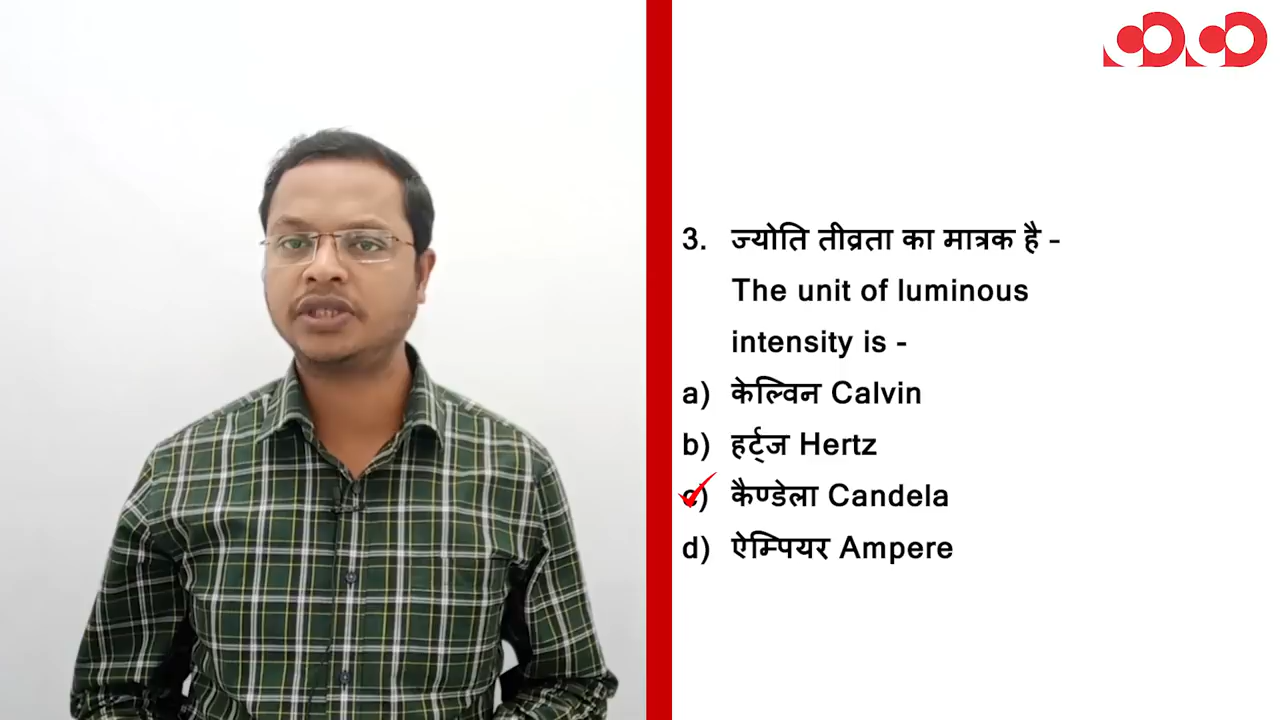 3. ज्योति तीव्रता का मात्रक है –
The unit of luminous
intensity is -
a) केल्विन Calvin
b) हर्ट्ज Hertz
c) कैण्डेला Candela
d) ऐम्पियर Ampere